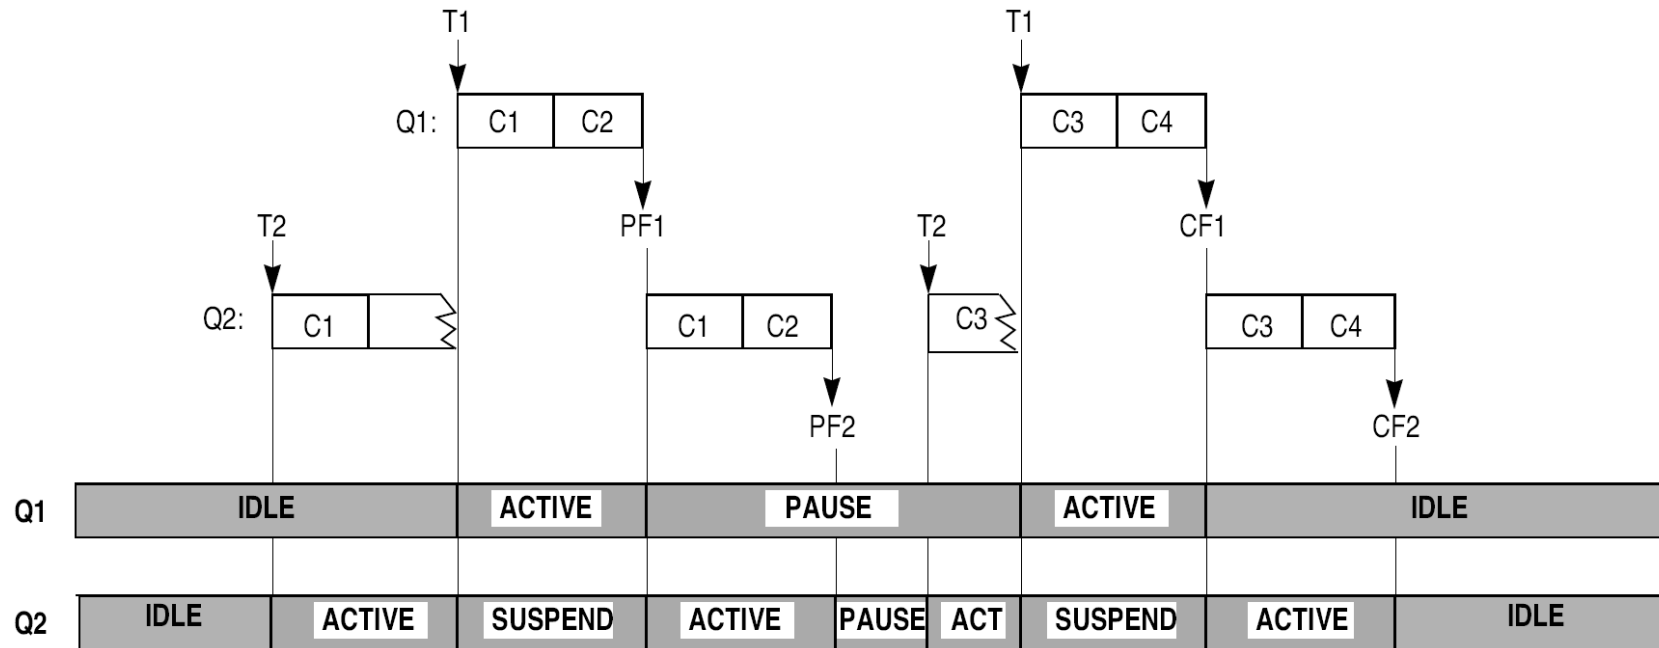 T1 T1
Q1: C1 C2 C3 C4
T2 PF1 T2 CF1
Q2: C1 C1 C2 C3 C3 C4
PF2 CF2
Q1 IDLE ACTIVE PAUSE ACTIVE IDLE
Q2 IDLE ACTIVE SUSPEND ACTIVE PAUSE ACT SUSPEND ACTIVE IDLE